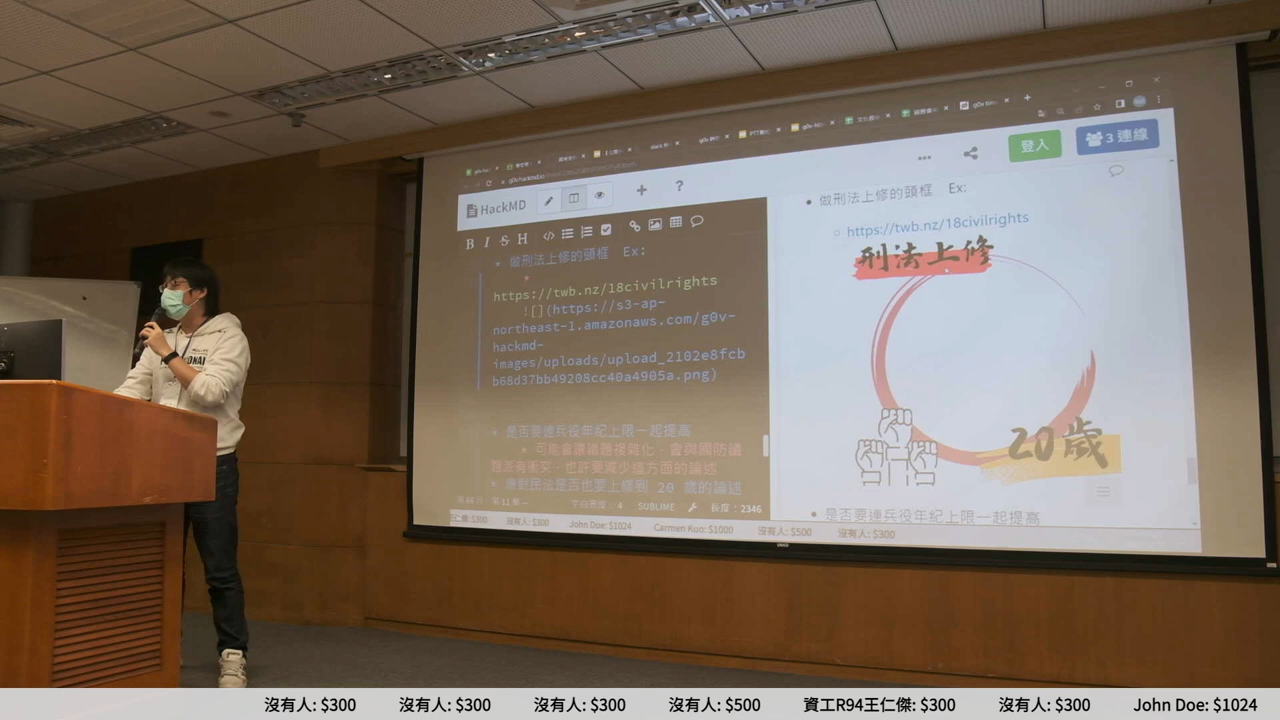 HackMD
登入
3 連線
B I S H
做刑法上修的頭框 Ex:
https://twb.nz/18civilrights
![](https://s3-ap-
northeast-1.amazonaws.com/g0v-
hackmd-
images/uploads/upload_2102e8fcb
b68d37bb49208cc40a4905a.png)
是否要連兵役年紀上限一起提高
可能會讓議題複雜化,會與國防議
題派有衝突,也許要減少這方面的論述
應對民法是否也要上修到 20 歲的論述
SUBLIME
長度:2346
做刑法上修的頭框 Ex:
https://twb.nz/18civilrights
刑法上修
20歲
是否要連兵役年紀上限一起提高
王仁傑: $300 沒有人: $300 John Doe: $1024 Carmen Kuo: $1000 沒有人: $500 沒有人: $300
沒有人: $300 沒有人: $300 沒有人: $300 沒有人: $500 資工R94王仁傑: $300 沒有人: $300 John Doe: $1024